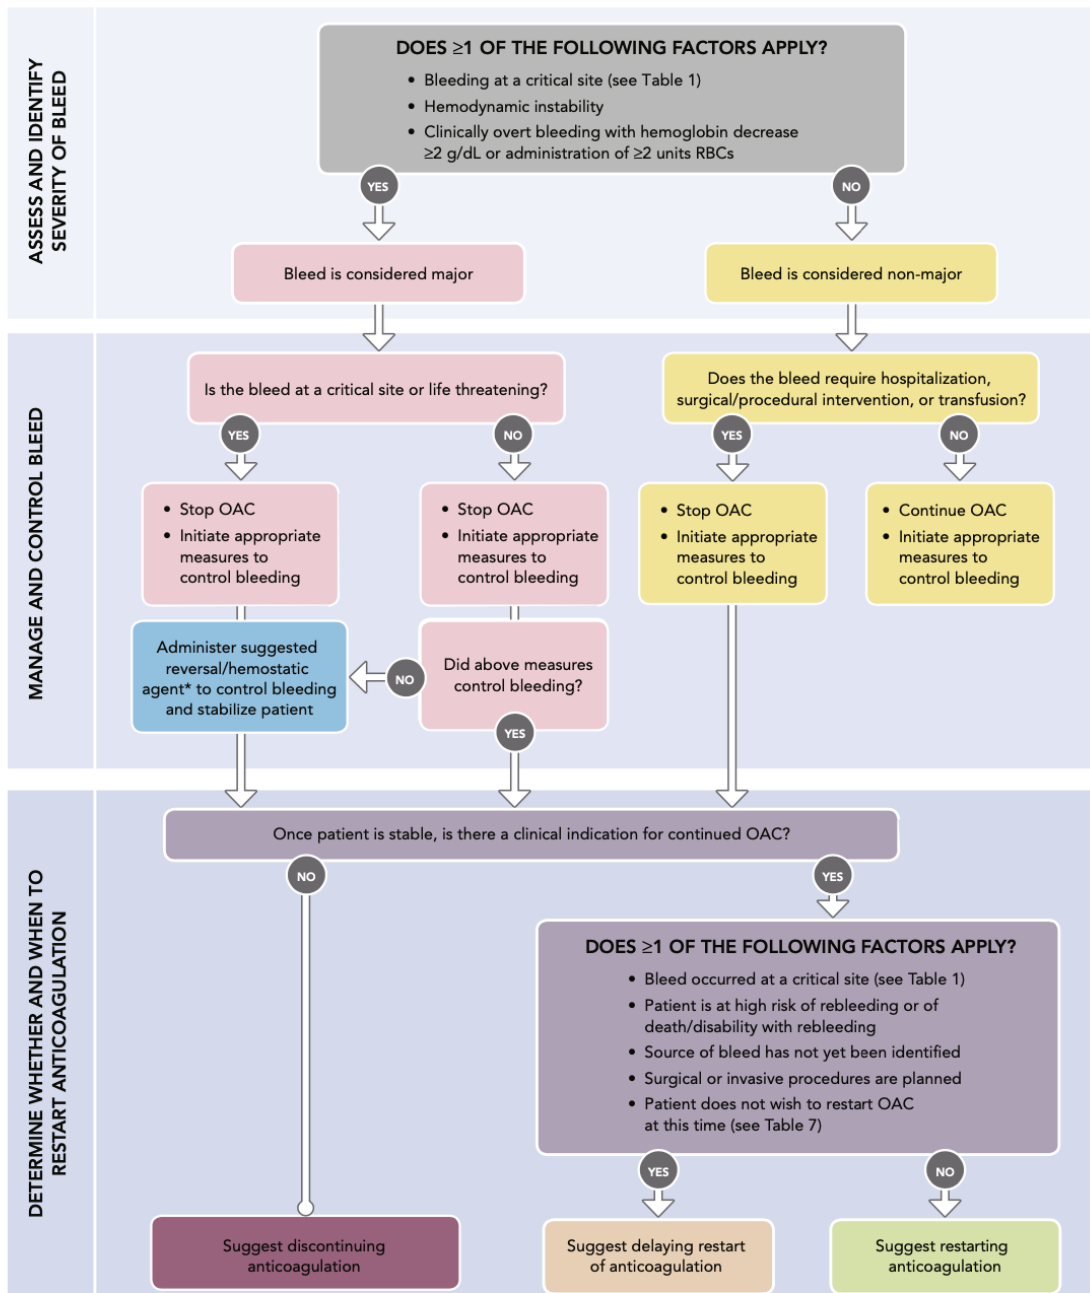 ASSESS AND IDENTIFY
SEVERITY OF BLEED
DOES ≥1 OF THE FOLLOWING FACTORS APPLY?
• Bleeding at a critical site (see Table 1)
• Hemodynamic instability
• Clinically overt bleeding with hemoglobin decrease
≥2 g/dL or administration of ≥2 units RBCs
YES
NO
Bleed is considered major
Bleed is considered non-major
MANAGE AND CONTROL BLEED
Is the bleed at a critical site or life threatening?
Does the bleed require hospitalization,
surgical/procedural intervention, or transfusion?
YES
NO
YES
NO
• Stop OAC
• Initiate appropriate
measures to
control bleeding
• Stop OAC
• Initiate appropriate
measures to
control bleeding
• Stop OAC
• Initiate appropriate
measures to
control bleeding
• Continue OAC
• Initiate appropriate
measures to
control bleeding
Administer suggested
reversal/hemostatic
agent* to control bleeding
and stabilize patient
NO
Did above measures
control bleeding?
YES
DETERMINE WHETHER AND WHEN TO
RESTART ANTICOAGULATION
Once patient is stable, is there a clinical indication for continued OAC?
NO
YES
DOES ≥1 OF THE FOLLOWING FACTORS APPLY?
• Bleed occurred at a critical site (see Table 1)
• Patient is at high risk of rebleeding or of
death/disability with rebleeding
• Source of bleed has not yet been identified
• Surgical or invasive procedures are planned
• Patient does not wish to restart OAC
at this time (see Table 7)
YES
NO
Suggest discontinuing
anticoagulation
Suggest delaying restart
of anticoagulation
Suggest restarting
anticoagulation